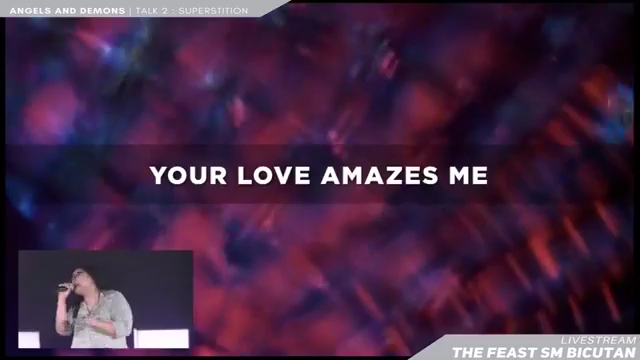 ANGELS AND DEMONS | TALK 2 : SUPERSTITION
YOUR LOVE AMAZES ME
LIVESTREAM
THE FEAST SM BICUTAN